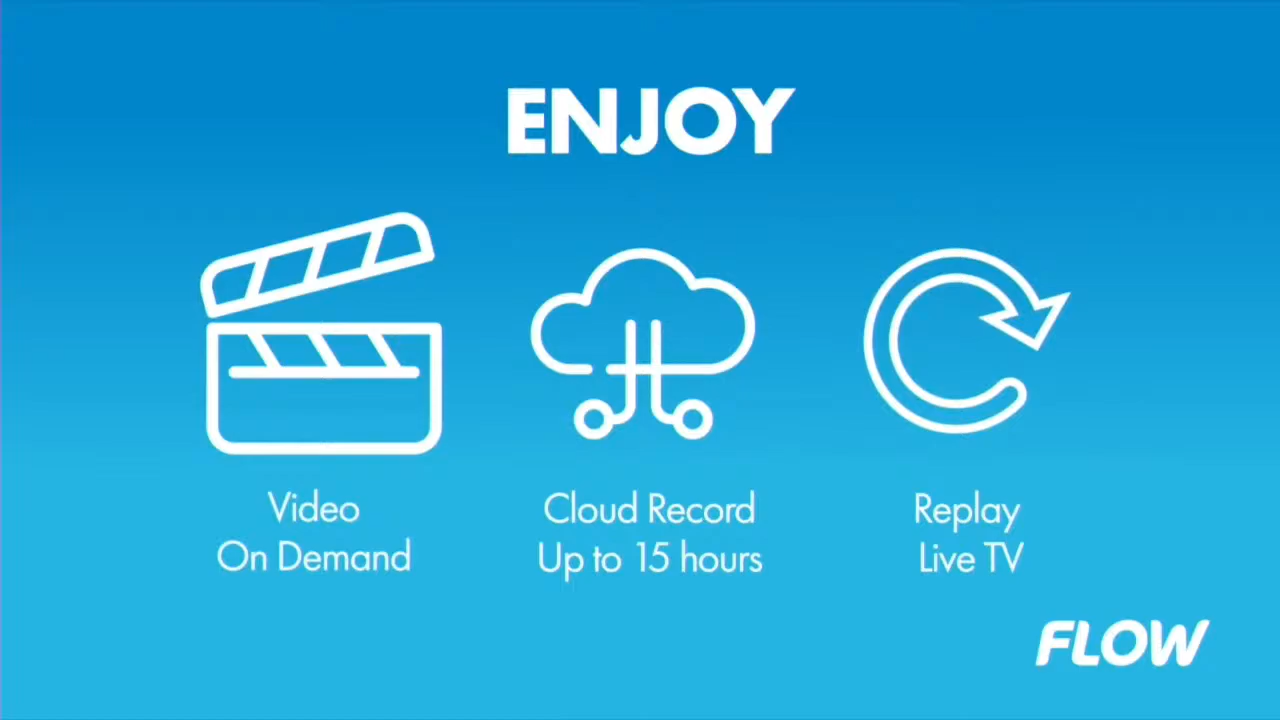 ENJOY
Video
On Demand
Cloud Record
Up to 15 hours
Replay
Live TV
FLOW